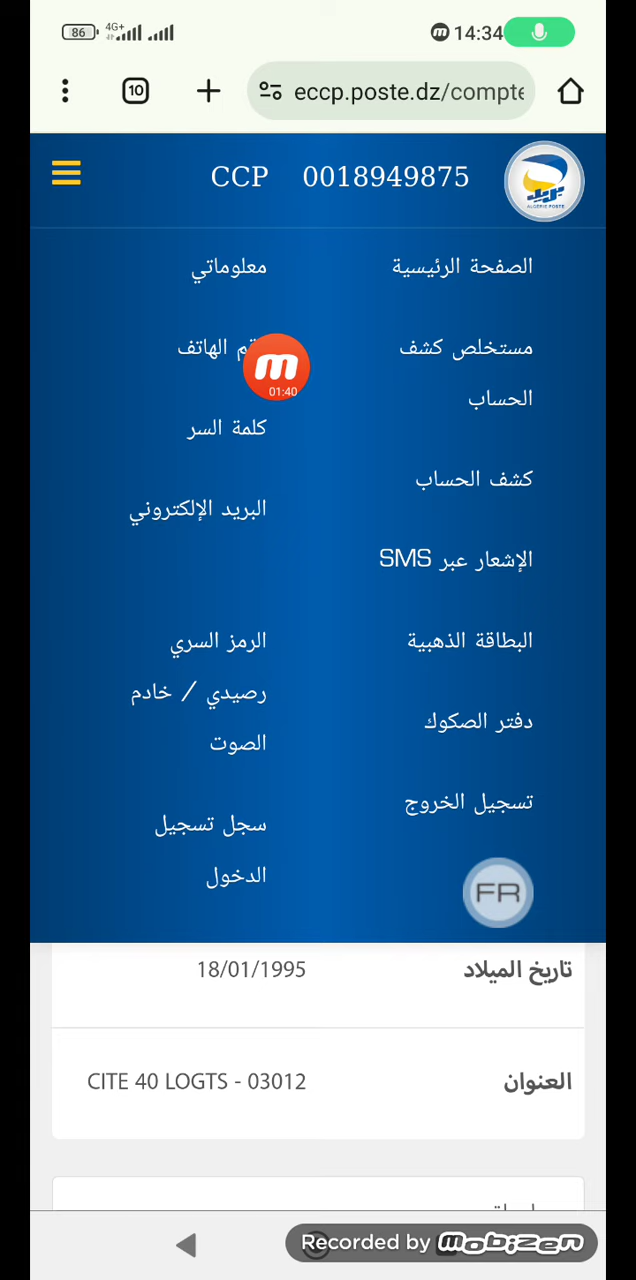 86 4G+ 14:34
10 eccp.poste.dz/compte
CCP 0018949875
ALGERIE POSTE
الصفحة الرئيسية
مستخلص كشف
الحساب
كشف الحساب
الإشعار عبر SMS
البطاقة الذهبية
دفتر الصكوك
تسجيل الخروج
FR
معلوماتي
الهاتف
01:40
كلمة السر
البريد الإلكتروني
الرمز السري
رصيدي / خادم
الصوت
سجل تسجيل
الدخول
تاريخ الميلاد 18/01/1995
العنوان CITE 40 LOGTS - 03012
Recorded by mobizen